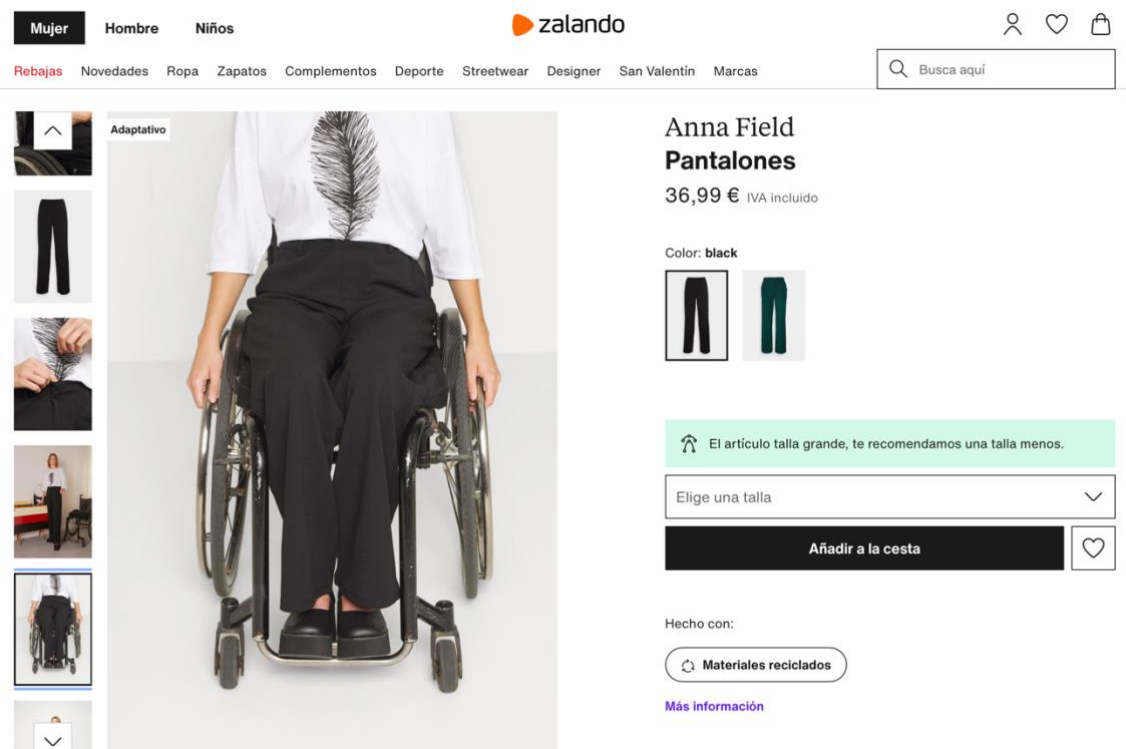 Mujer Hombre Niños
zalando
Rebajas Novedades Ropa Zapatos Complementos Deporte Streetwear Designer San Valentín Marcas
Busca aquí
Adaptativo
Anna Field
Pantalones
36,99 € IVA incluido
Color: black
El artículo talla grande, te recomendamos una talla menos.
Elige una talla
Añadir a la cesta
Hecho con:
Materiales reciclados
Más información